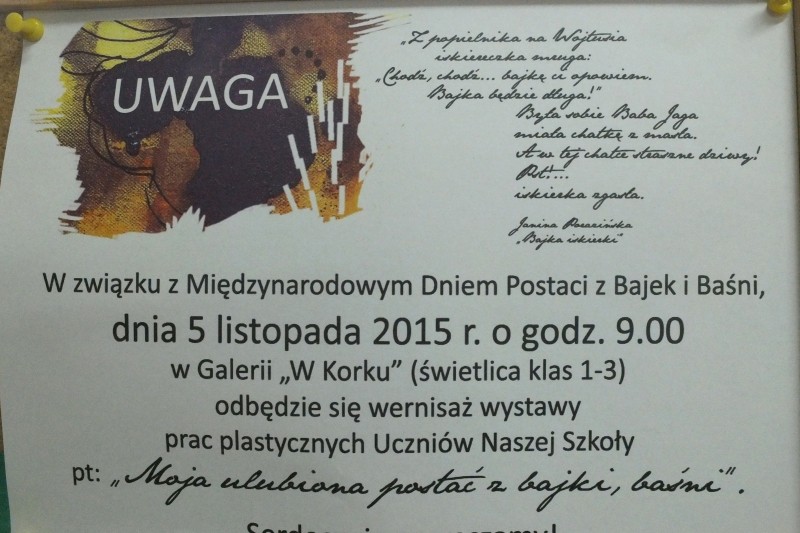 UWAGA
„Z popielnika na Wojtusia
iskiereczka mruga:
„Chodź, chodź... bajkę ci opowiem.
Bajka będzie długa!"
Była sobie Baba Jaga
miała chatkę z masła.
A w tej chatce straszne dziwy!
Pst!...
iskierka zgasła.
Janina Porazińska
„Bajka iskierki"
W związku z Międzynarodowym Dniem Postaci z Bajek i Baśni,
dnia 5 listopada 2015 r. o godz. 9.00
w Galerii „W Korku” (świetlica klas 1-3)
odbędzie się wernisaż wystawy
prac plastycznych Uczniów Naszej Szkoły
pt: „Moja ulubiona postać z bajki, baśni".